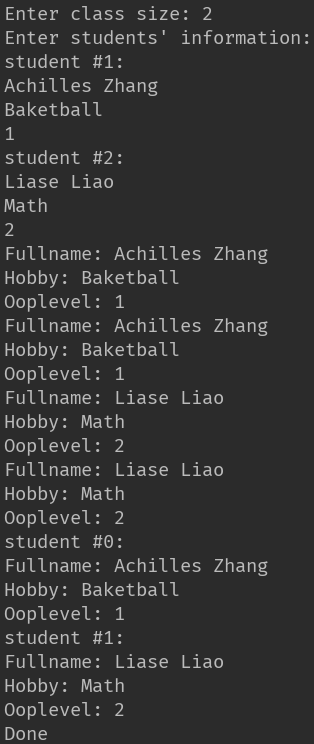 Enter class size: 2
Enter students' information:
student #1:
Achilles Zhang
Baketball
1
student #2:
Liase Liao
Math
2
Fullname: Achilles Zhang
Hobby: Baketball
Ooplevel: 1
Fullname: Achilles Zhang
Hobby: Baketball
Ooplevel: 1
Fullname: Liase Liao
Hobby: Math
Ooplevel: 2
Fullname: Liase Liao
Hobby: Math
Ooplevel: 2
student #0:
Fullname: Achilles Zhang
Hobby: Baketball
Ooplevel: 1
student #1:
Fullname: Liase Liao
Hobby: Math
Ooplevel: 2
Done